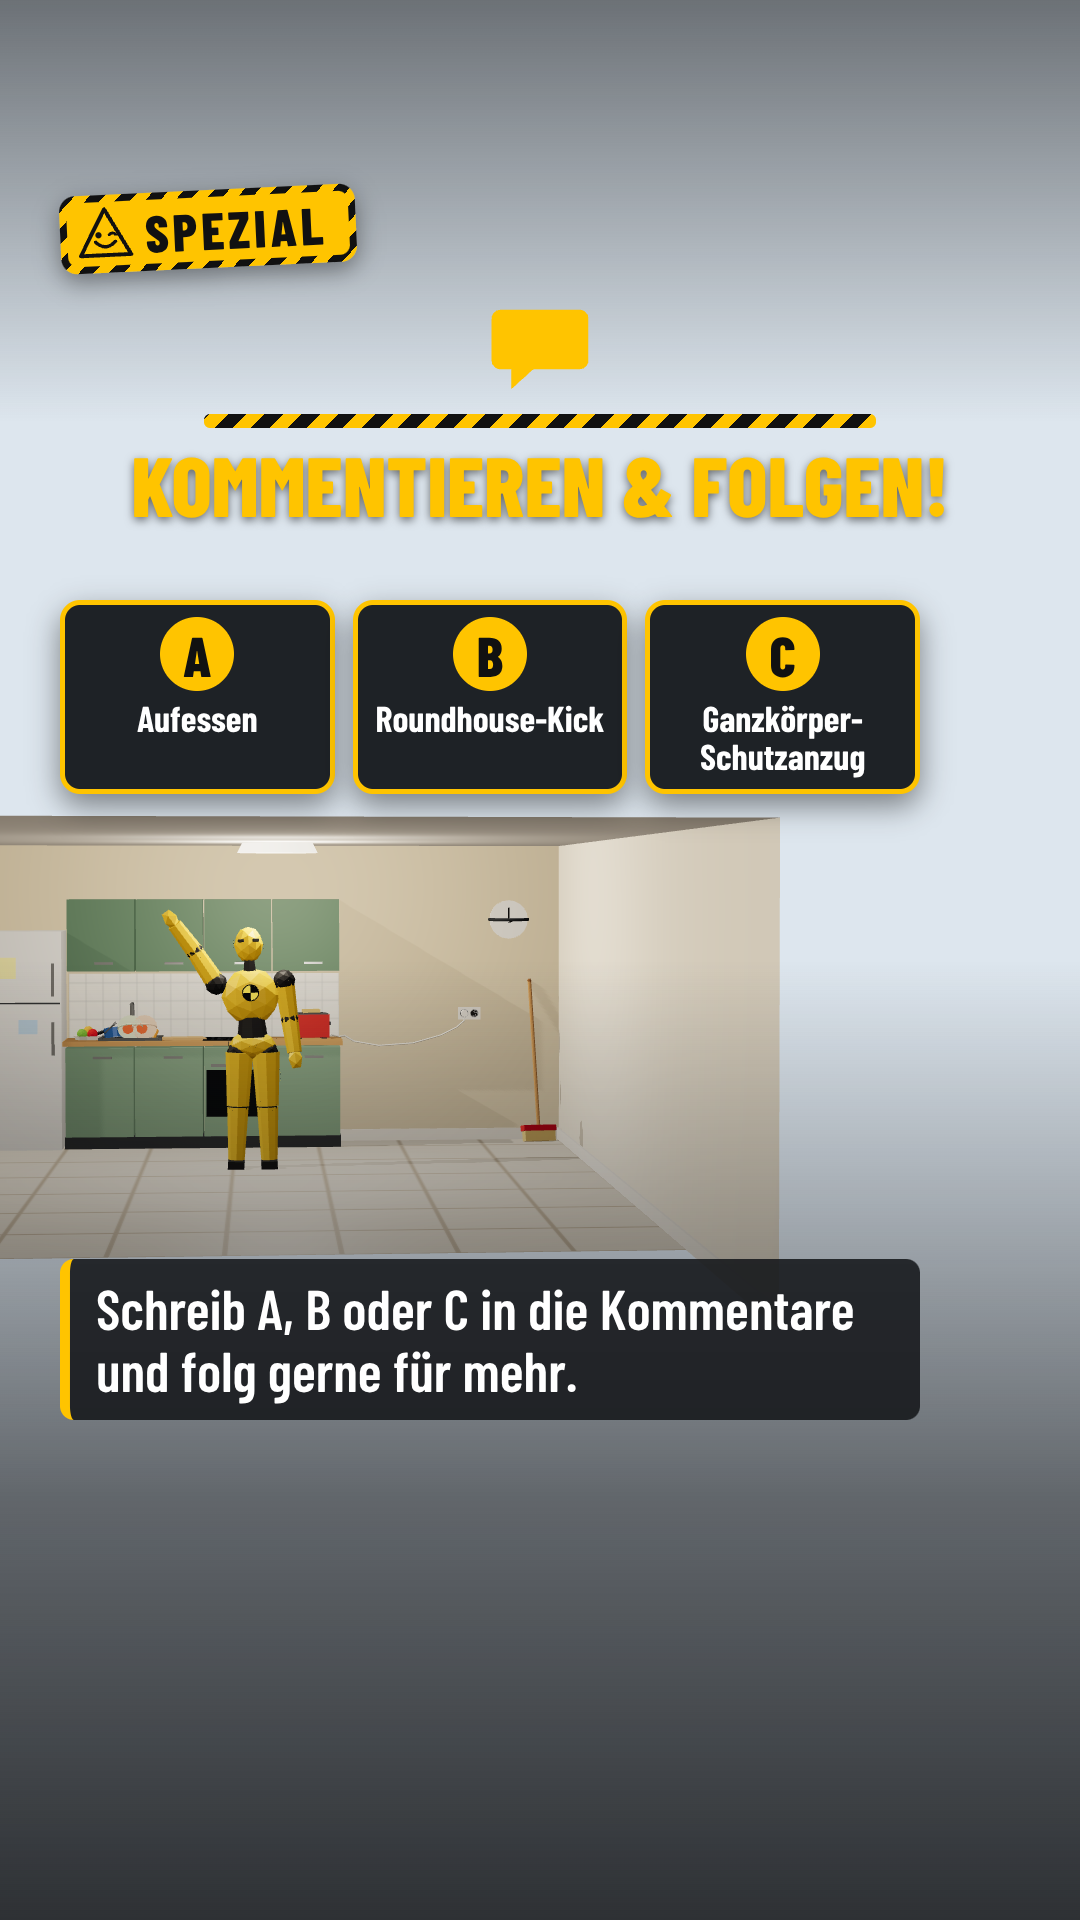 SPEZIAL
KOMMENTIEREN & FOLGEN!
A
Aufessen
B
Roundhouse-Kick
C
Ganzkörper-
Schutzanzug
Schreib A, B oder C in die Kommentare
und folg gerne für mehr.